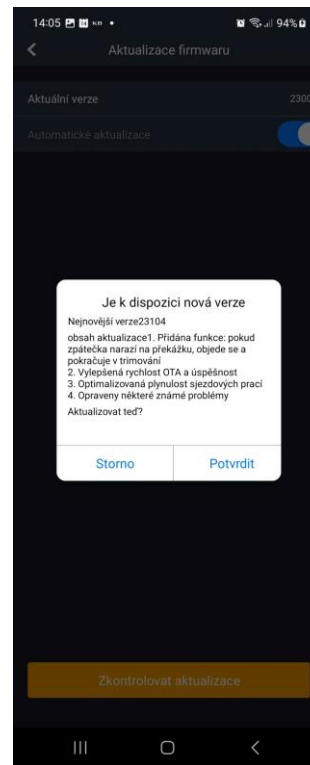 14:05 94%
Aktualizace firmwaru
Aktuální verze 2300
Automatické aktualizace
Je k dispozici nová verze
Nejnovější verze23104
obsah aktualizace1. Přidána funkce: pokud
zpátečka narazí na překážku, objede se a
pokračuje v trimování
2. Vylepšená rychlost OTA a úspěšnost
3. Optimalizovaná plynulost sjezdových prací
4. Opraveny některé známé problémy
Aktualizovat teď?
Storno Potvrdit
Zkontrolovat aktualizace